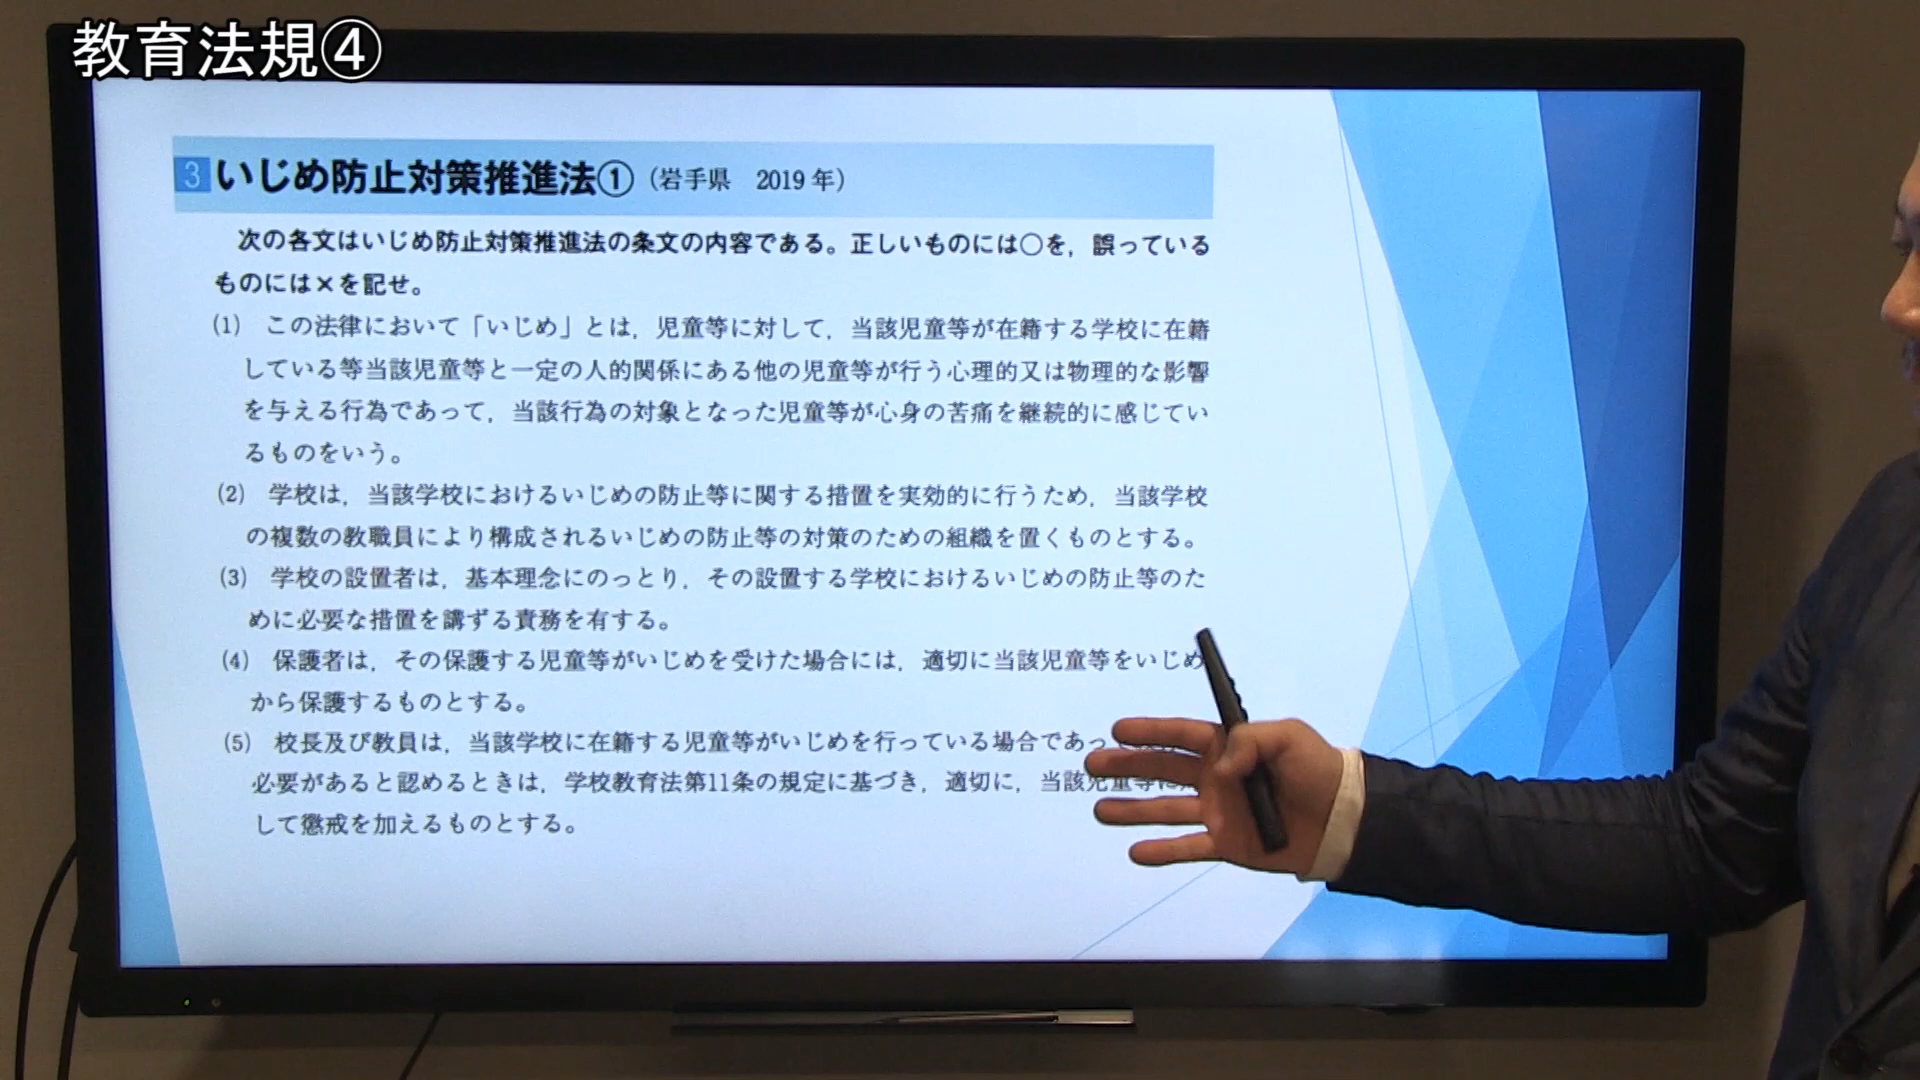 教育法規④
3 いじめ防止対策推進法①（岩手県　2019年）
次の各文はいじめ防止対策推進法の条文の内容である。正しいものには○を，誤っている
ものには×を記せ。
(1)　この法律において「いじめ」とは，児童等に対して，当該児童等が在籍する学校に在籍
している等当該児童等と一定の人的関係にある他の児童等が行う心理的又は物理的な影響
を与える行為であって，当該行為の対象となった児童等が心身の苦痛を継続的に感じてい
るものをいう。
(2)　学校は，当該学校におけるいじめの防止等に関する措置を実効的に行うため，当該学校
の複数の教職員により構成されるいじめの防止等の対策のための組織を置くものとする。
(3)　学校の設置者は，基本理念にのっとり，その設置する学校におけるいじめの防止等のた
めに必要な措置を講ずる責務を有する。
(4)　保護者は，その保護する児童等がいじめを受けた場合には，適切に当該児童等をいじめ
から保護するものとする。
(5)　校長及び教員は，当該学校に在籍する児童等がいじめを行っている場合であっ
必要があると認めるときは，学校教育法第11条の規定に基づき，適切に，当該児童等に
して懲戒を加えるものとする。